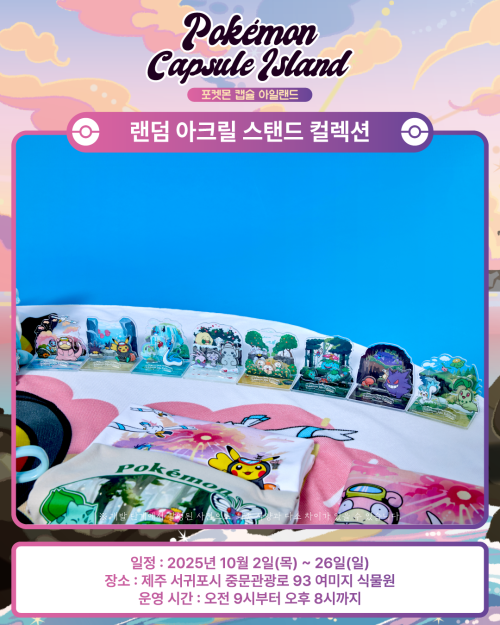 Pokémon
Capsule Island
포켓몬 캡슐 아일랜드
랜덤 아크릴 스탠드 컬렉션
Pokémon
일정 : 2025년 10월 2일(목) ~ 26일(일)
장소 : 제주 서귀포시 중문관광로 93 여미지 식물원
운영 시간 : 오전 9시부터 오후 8시까지